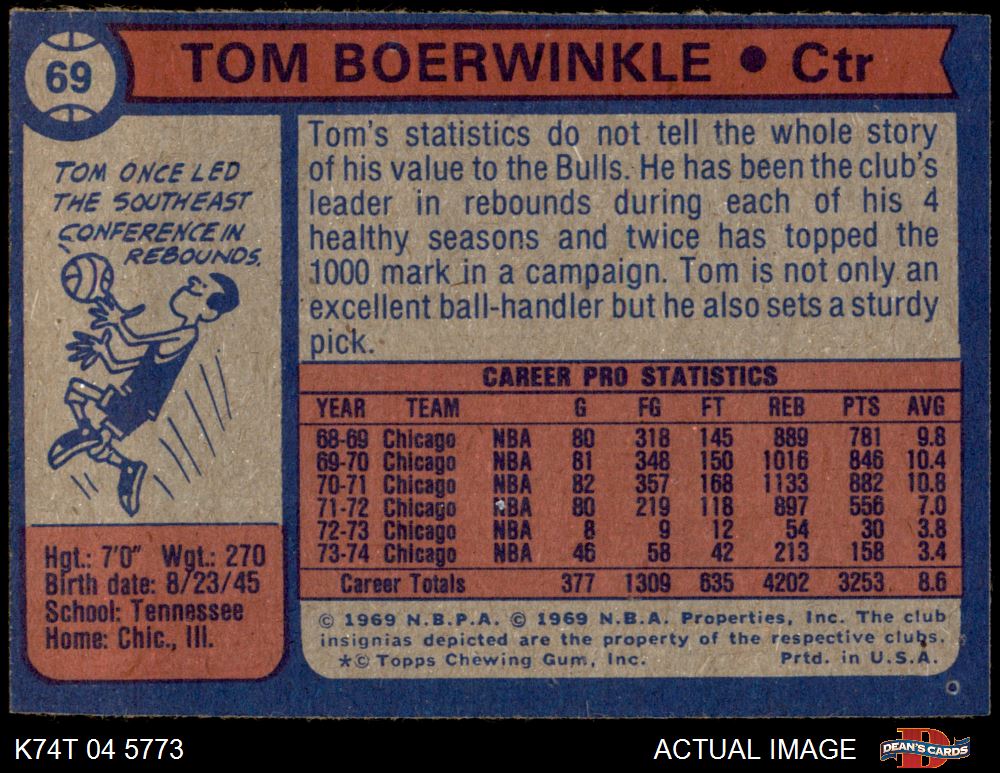 69
TOM BOERWINKLE • Ctr
TOM ONCE LED
THE SOUTHEAST
CONFERENCE IN
REBOUNDS.
Tom's statistics do not tell the whole story
of his value to the Bulls. He has been the club's
leader in rebounds during each of his 4
healthy seasons and twice has topped the
1000 mark in a campaign. Tom is not only an
excellent ball-handler but he also sets a sturdy
pick.
CAREER PRO STATISTICS
YEAR TEAM G FG FT REB PTS AVG
68-69 Chicago NBA 80 318 145 889 781 9.8
69-70 Chicago NBA 81 348 150 1016 846 10.4
70-71 Chicago NBA 82 357 168 1133 882 10.8
71-72 Chicago NBA 80 219 118 897 556 7.0
72-73 Chicago NBA 8 9 12 54 30 3.8
73-74 Chicago NBA 46 58 42 213 158 3.4
Career Totals 377 1309 635 4202 3253 8.6
Hgt.: 7'0" Wgt.: 270
Birth date: 8/23/45
School: Tennessee
Home: Chic., Ill.
© 1969 N.B.P.A. © 1969 N.B.A. Properties, Inc. The club
insignias depicted are the property of the respective clubs.
*© Topps Chewing Gum, Inc. Prtd. in U.S.A.
K74T 04 5773
ACTUAL IMAGE
D
DEAN'S CARDS